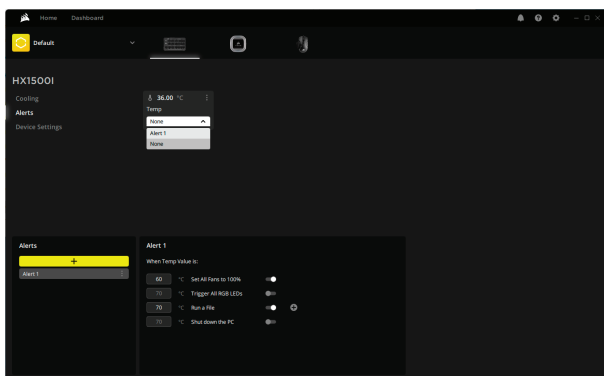 Home Dashboard
Default
HX1500I
Cooling
Alerts
Device Settings
36.00 °C
Temp
None
Alert 1
None
Alerts
+
Alert 1
Alert 1
When Temp Value is:
60 °C Set All Fans to 100%
70 °C Trigger All RGB LEDs
70 °C Run a File
70 °C Shut down the PC